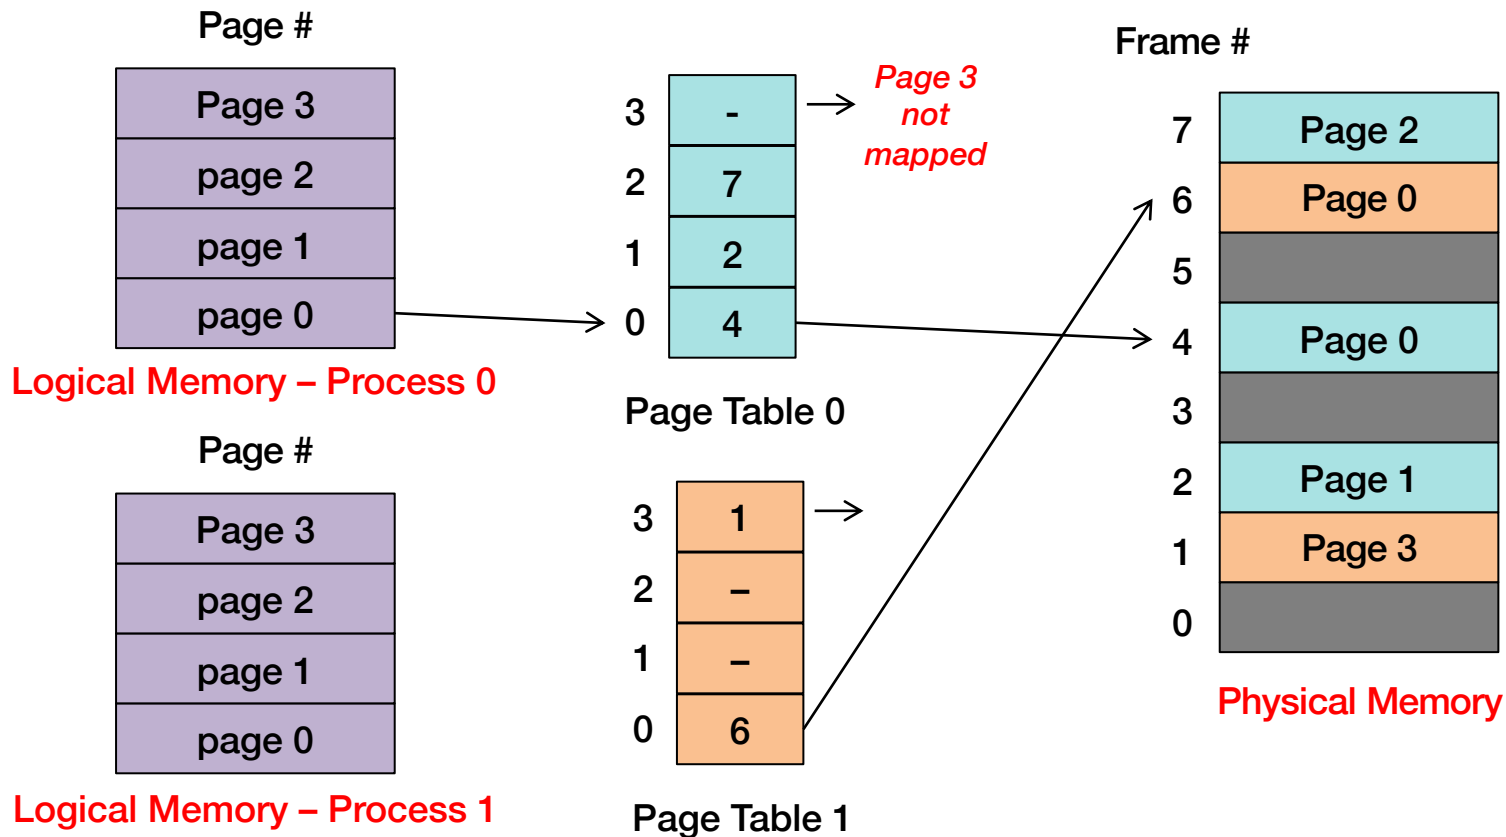 Page #
Page 3
page 2
page 1
page 0
Logical Memory – Process 0
3 -
2 7
1 2
0 4
Page 3
not
mapped
Page Table 0
Page #
Page 3
page 2
page 1
page 0
Logical Memory – Process 1
3 1
2 –
1 –
0 6
Page Table 1
Frame #
7 Page 2
6 Page 0
5
4 Page 0
3
2 Page 1
1 Page 3
0
Physical Memory